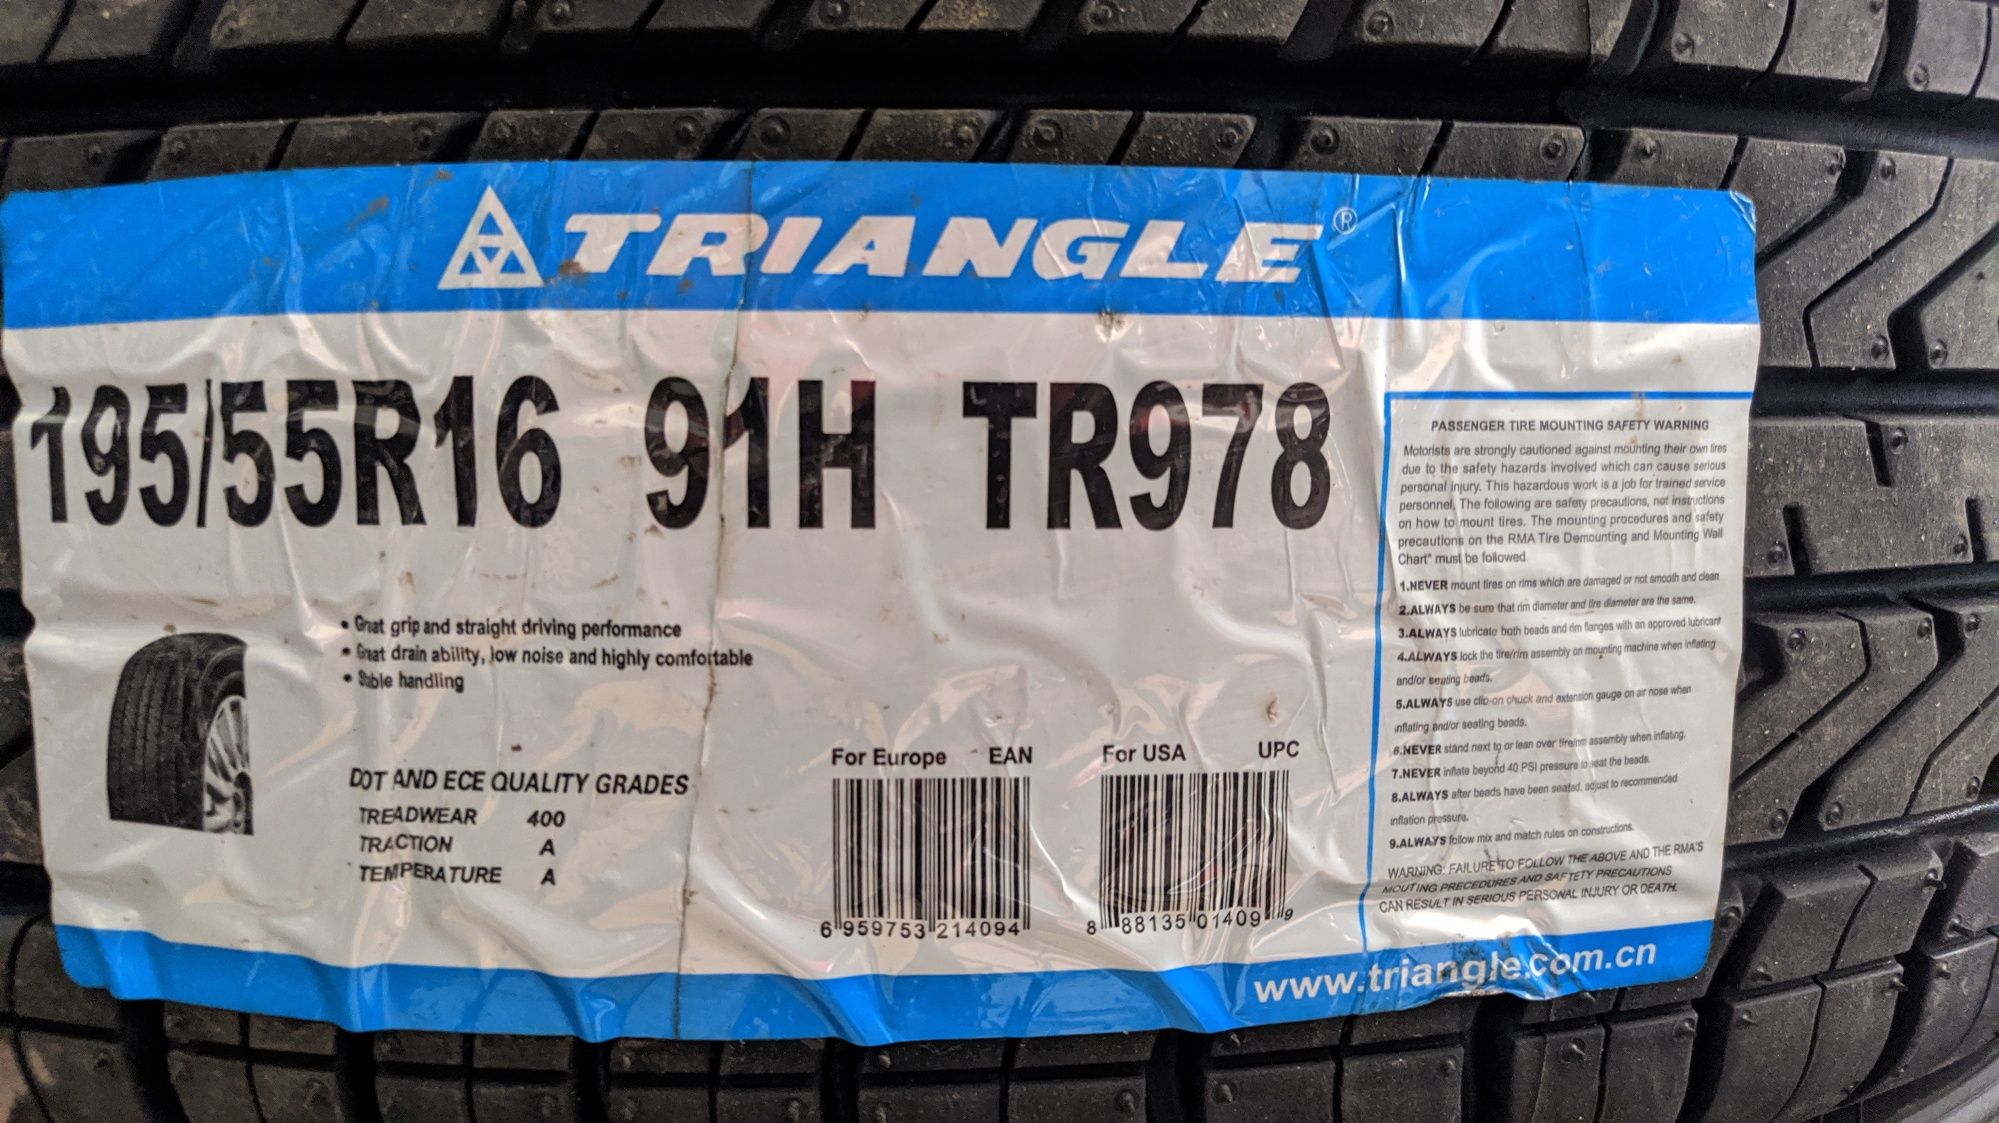 TRIANGLE®
195/55R16 91H TR978
• Great grip and straight driving performance
• Great drain ability, low noise and highly comfortable
• Stable handling
DOT AND ECE QUALITY GRADES
TREADWEAR 400
TRACTION A
TEMPERATURE A
For Europe EAN
6 959753 214094
For USA UPC
8 88135 01409 9
PASSENGER TIRE MOUNTING SAFETY WARNING
Motorists are strongly cautioned against mounting their own tires
due to the safety hazards involved which can cause serious
personal injury. This hazardous work is a job for trained service
personnel. The following are safety precautions, not instructions
on how to mount tires. The mounting procedures and safety
precautions on the RMA Tire Demounting and Mounting Wall
Chart* must be followed
1.NEVER mount tires on rims which are damaged or not smooth and clean
2.ALWAYS be sure that rim diameter and tire diameter are the same.
3.ALWAYS lubricate both beads and rim flanges with an approved lubricant
4.ALWAYS lock the tire/rim assembly on mounting machine when inflating
and/or seating beads.
5.ALWAYS use clip-on chuck and extension gauge on air nose when
inflating and/or seating beads.
6.NEVER stand next to or lean over tire/rim assembly when inflating.
7.NEVER inflate beyond 40 PSI pressure to seat the beads.
8.ALWAYS after beads have been seated, adjust to recommended
inflation pressure.
9.ALWAYS follow mix and match rules on constructions.
WARNING: FAILURE TO FOLLOW THE ABOVE AND THE RMA'S
MOUTING PRECEDURES AND SAFTETY PRECAUTIONS
CAN RESULT IN SERIOUS PERSONAL INJURY OR DEATH.
www.triangle.com.cn